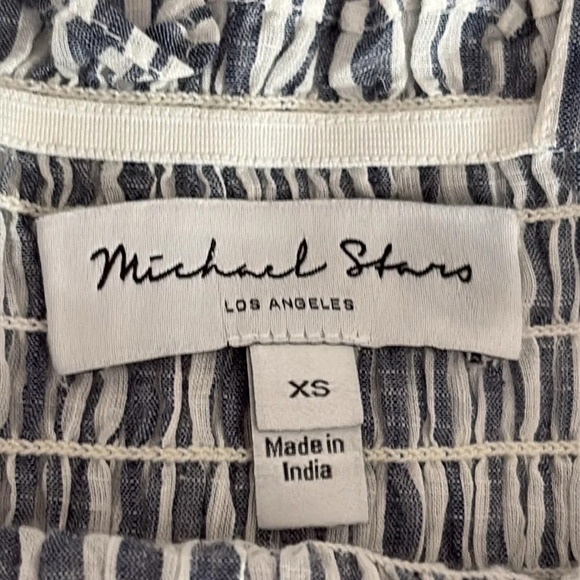 Michael Stars
LOS ANGELES
XS
Made in
India